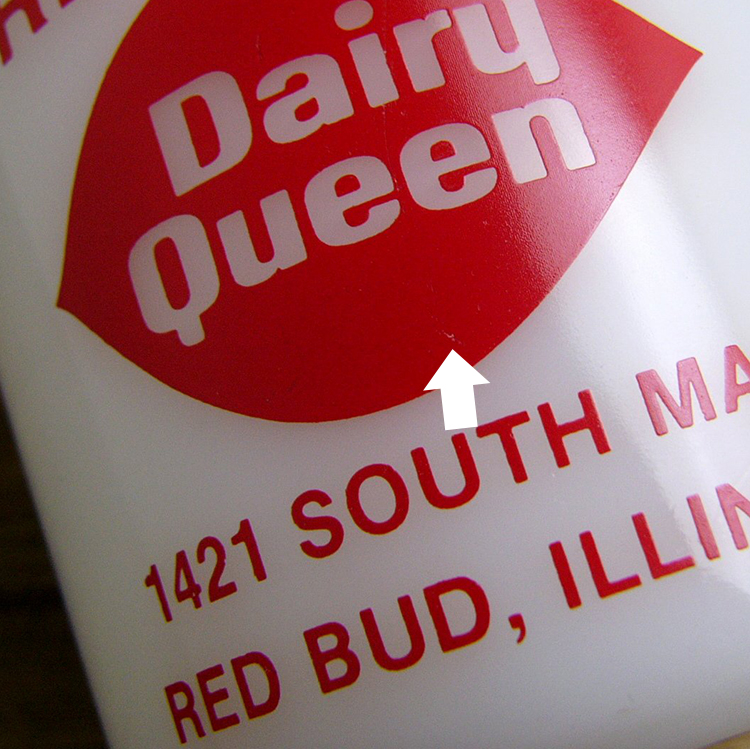 Dairy
Queen
1421 SOUTH MA
RED BUD, ILLIN